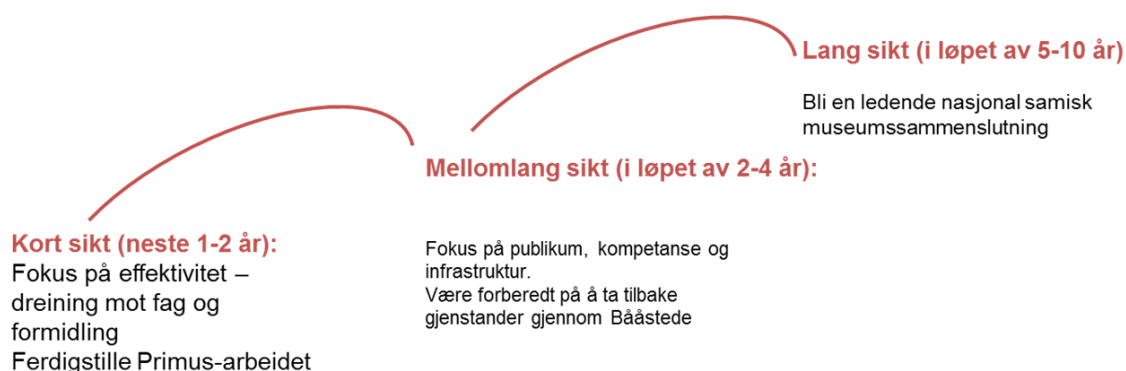 Lang sikt (i løpet av 5-10 år)
Bli en ledende nasjonal samisk
museumssammenslutning
Mellomlang sikt (i løpet av 2-4 år):
Fokus på publikum, kompetanse og
infrastruktur.
Være forberedt på å ta tilbake
gjenstander gjennom Bååstede
Kort sikt (neste 1-2 år):
Fokus på effektivitet –
dreining mot fag og
formidling
Ferdigstille Primus-arbeidet